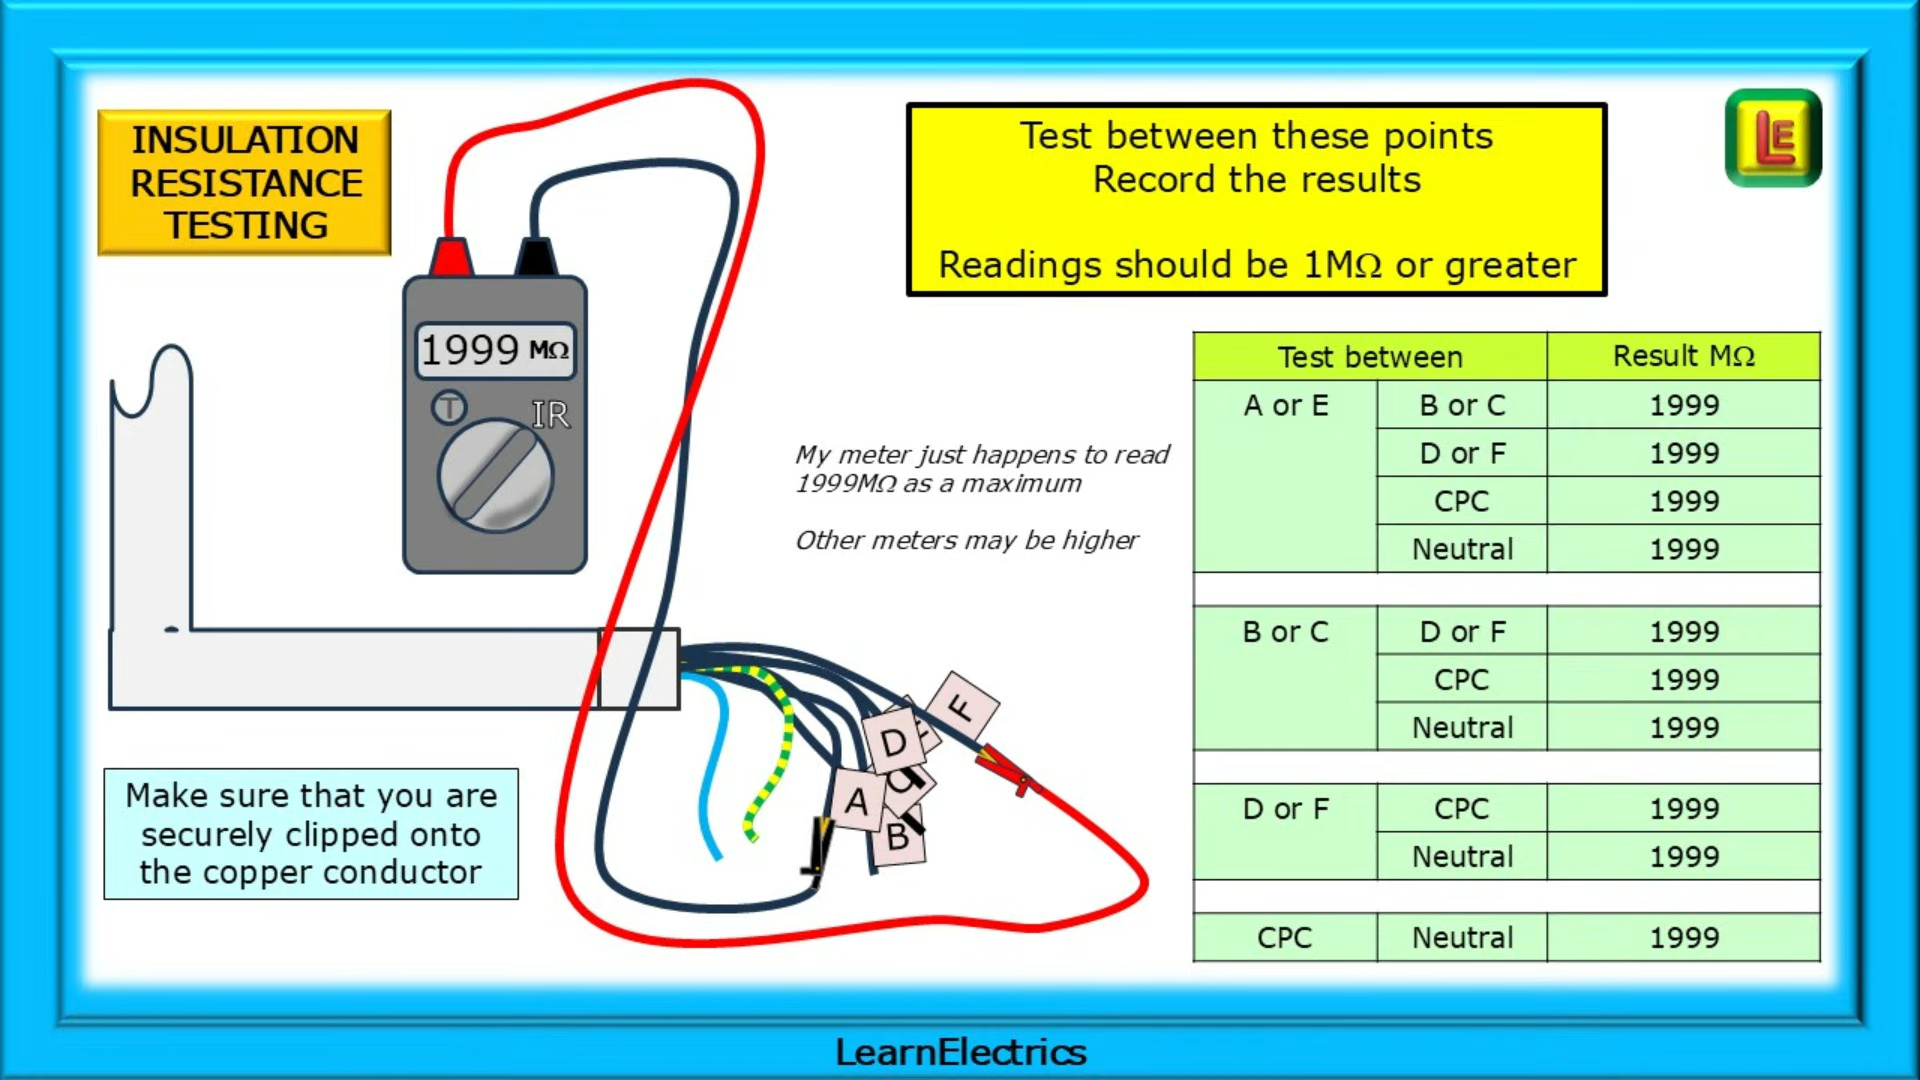 INSULATION
RESISTANCE
TESTING
Test between these points
Record the results
Readings should be 1MΩ or greater
LE
1999 MΩ
T
IR
My meter just happens to read
1999MΩ as a maximum
Other meters may be higher
Test between Result MΩ
A or E B or C 1999
D or F 1999
CPC 1999
Neutral 1999
B or C D or F 1999
CPC 1999
Neutral 1999
D or F CPC 1999
Neutral 1999
CPC Neutral 1999
F
D
A
B
Make sure that you are
securely clipped onto
the copper conductor
LearnElectrics